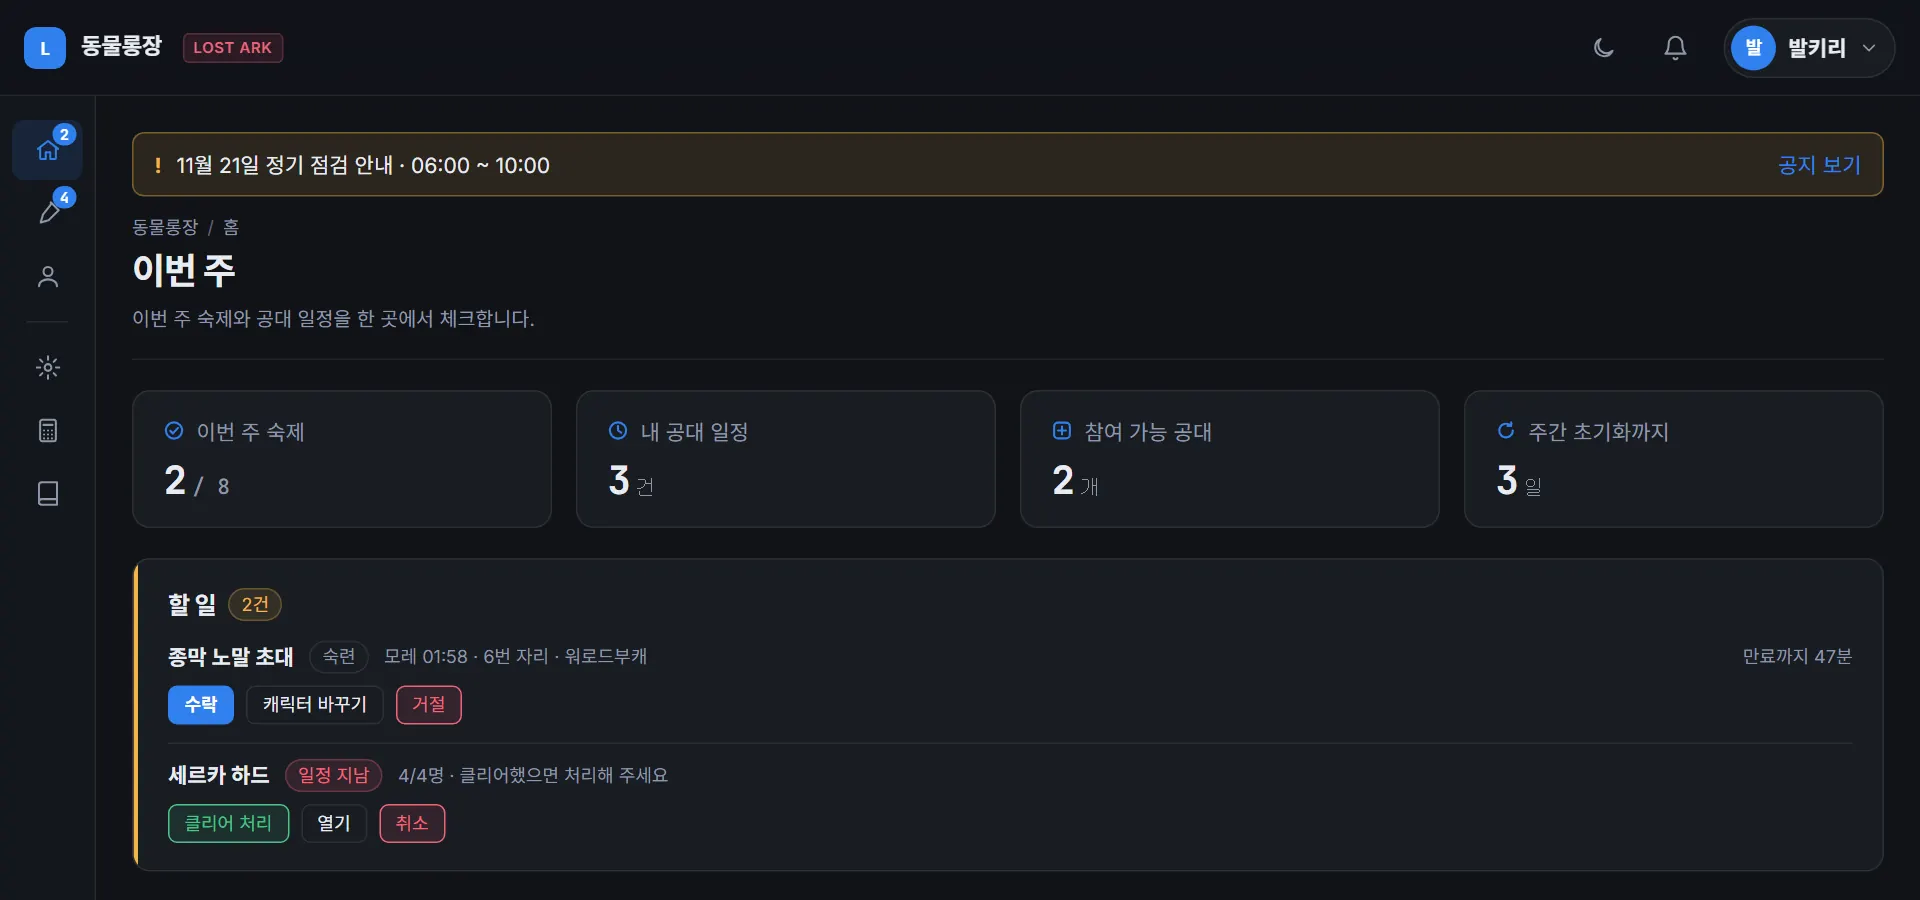 L 동물롱장 LOST ARK 발 발키리
2
4
! 11월 21일 정기 점검 안내 · 06:00 ~ 10:00 공지 보기
동물롱장 / 홈
이번 주
이번 주 숙제와 공대 일정을 한 곳에서 체크합니다.
이번 주 숙제
2 / 8
내 공대 일정
3 건
참여 가능 공대
2 개
주간 초기화까지
3 일
할 일 2건
종막 노말 초대 숙련 모레 01:58 · 6번 자리 · 워로드부캐 만료까지 47분
수락 캐릭터 바꾸기 거절
세르카 하드 일정 지남 4/4명 · 클리어했으면 처리해 주세요
클리어 처리 열기 취소